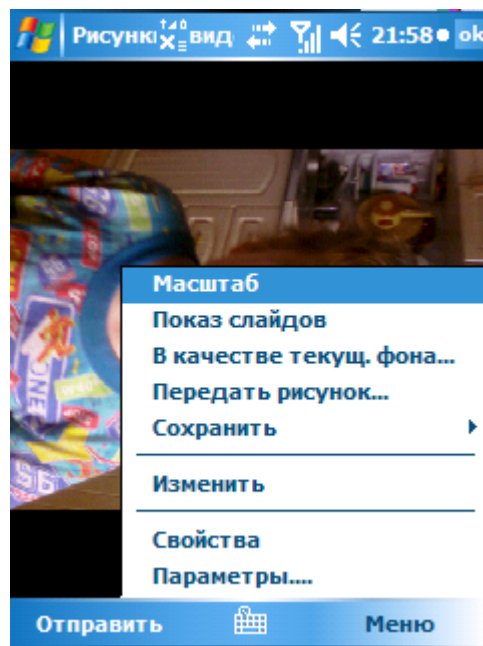 Рисунки вид 21:58 ok
Масштаб
Показ слайдов
В качестве текущ. фона...
Передать рисунок...
Сохранить
Изменить
Свойства
Параметры....
Отправить Меню